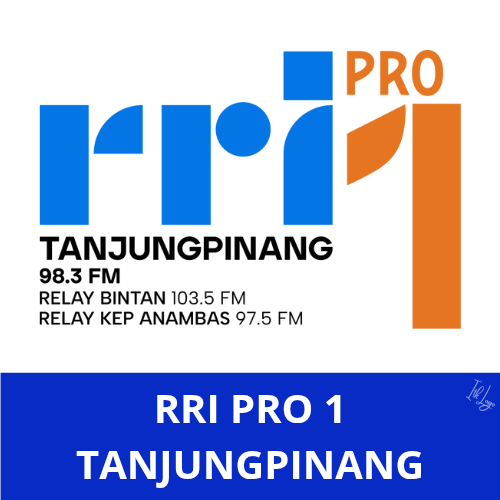 rri PRO 1
TANJUNGPINANG
98.3 FM
RELAY BINTAN 103.5 FM
RELAY KEP ANAMBAS 97.5 FM
RRI PRO 1
TANJUNGPINANG